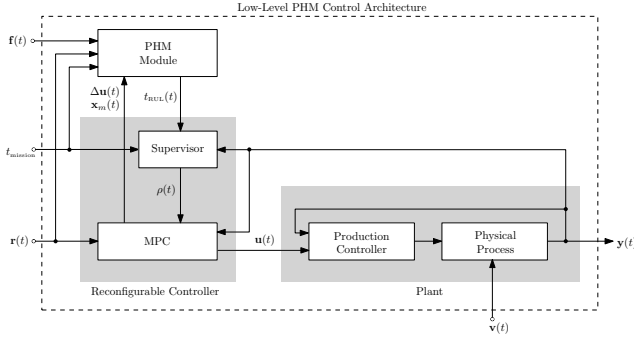 Low-Level PHM Control Architecture
f(t)
PHM
Module
Δu(t)
x_m(t)
t_RUL(t)
t_mission
Supervisor
ρ(t)
r(t)
MPC
u(t)
Production
Controller
Physical
Process
y(t)
Reconfigurable Controller
Plant
v(t)